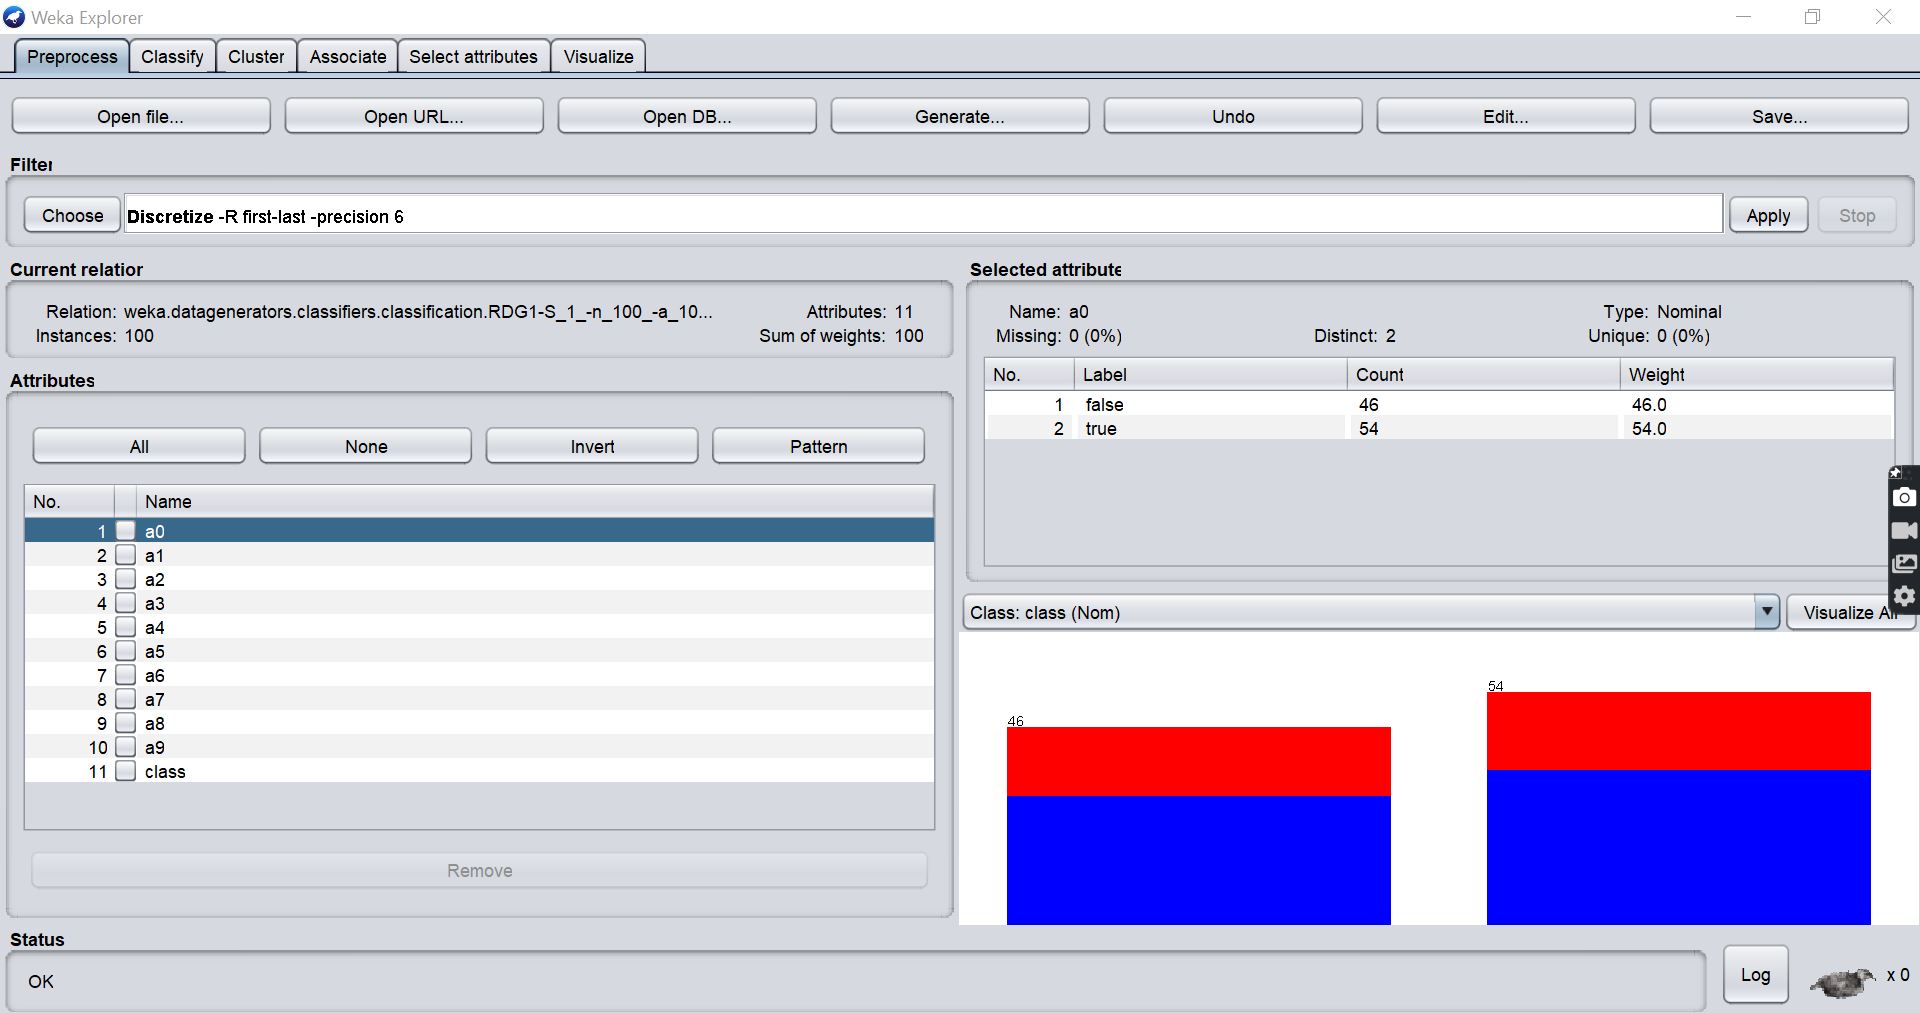 Weka Explorer
Preprocess Classify Cluster Associate Select attributes Visualize
Open file... Open URL... Open DB... Generate... Undo Edit... Save...
Filter
Choose Discretize -R first-last -precision 6 Apply Stop
Current relation
Relation: weka.datagenerators.classifiers.classification.RDG1-S_1_-n_100_-a_10... Attributes: 11
Instances: 100 Sum of weights: 100
Attributes
All None Invert Pattern
No. Name
1 a0
2 a1
3 a2
4 a3
5 a4
6 a5
7 a6
8 a7
9 a8
10 a9
11 class
Remove
Selected attribute
Name: a0 Type: Nominal
Missing: 0 (0%) Distinct: 2 Unique: 0 (0%)
No. Label Count Weight
1 false 46 46.0
2 true 54 54.0
Class: class (Nom) Visualize All
46
54
Status
OK
Log x 0